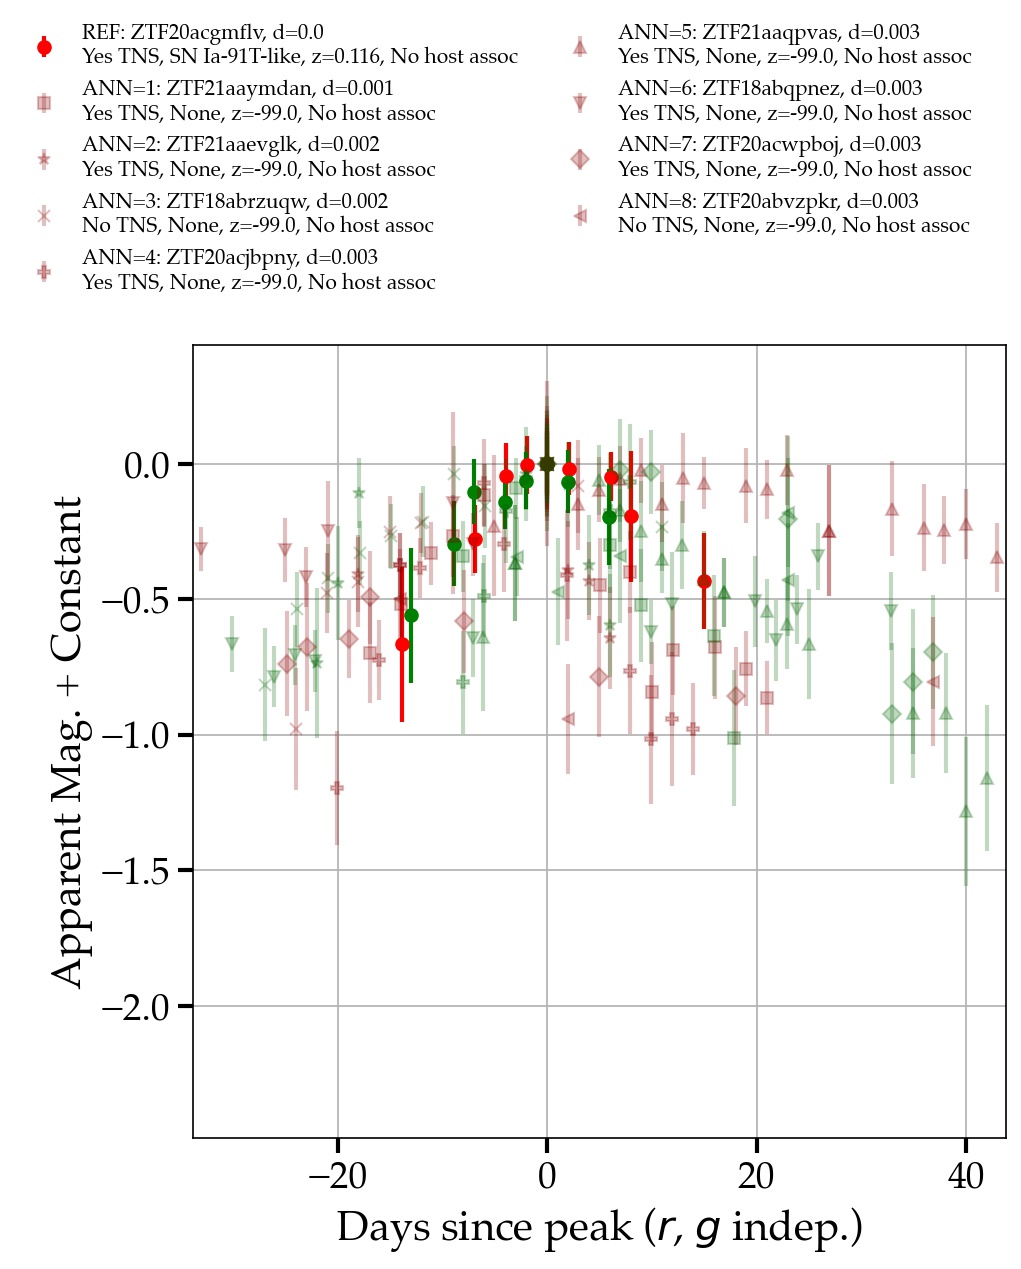 REF: ZTF20acgmflv, d=0.0
Yes TNS, SN Ia-91T-like, z=0.116, No host assoc
ANN=1: ZTF21aaymdan, d=0.001
Yes TNS, None, z=-99.0, No host assoc
ANN=2: ZTF21aaevglk, d=0.002
Yes TNS, None, z=-99.0, No host assoc
ANN=3: ZTF18abrzuqw, d=0.002
No TNS, None, z=-99.0, No host assoc
ANN=4: ZTF20acjbpny, d=0.003
Yes TNS, None, z=-99.0, No host assoc
ANN=5: ZTF21aaqpvas, d=0.003
Yes TNS, None, z=-99.0, No host assoc
ANN=6: ZTF18abqpnez, d=0.003
Yes TNS, None, z=-99.0, No host assoc
ANN=7: ZTF20acwpboj, d=0.003
Yes TNS, None, z=-99.0, No host assoc
ANN=8: ZTF20abvzpkr, d=0.003
No TNS, None, z=-99.0, No host assoc
Apparent Mag. + Constant
0.0
−0.5
−1.0
−1.5
−2.0
−20 0 20 40
Days since peak (r, g indep.)